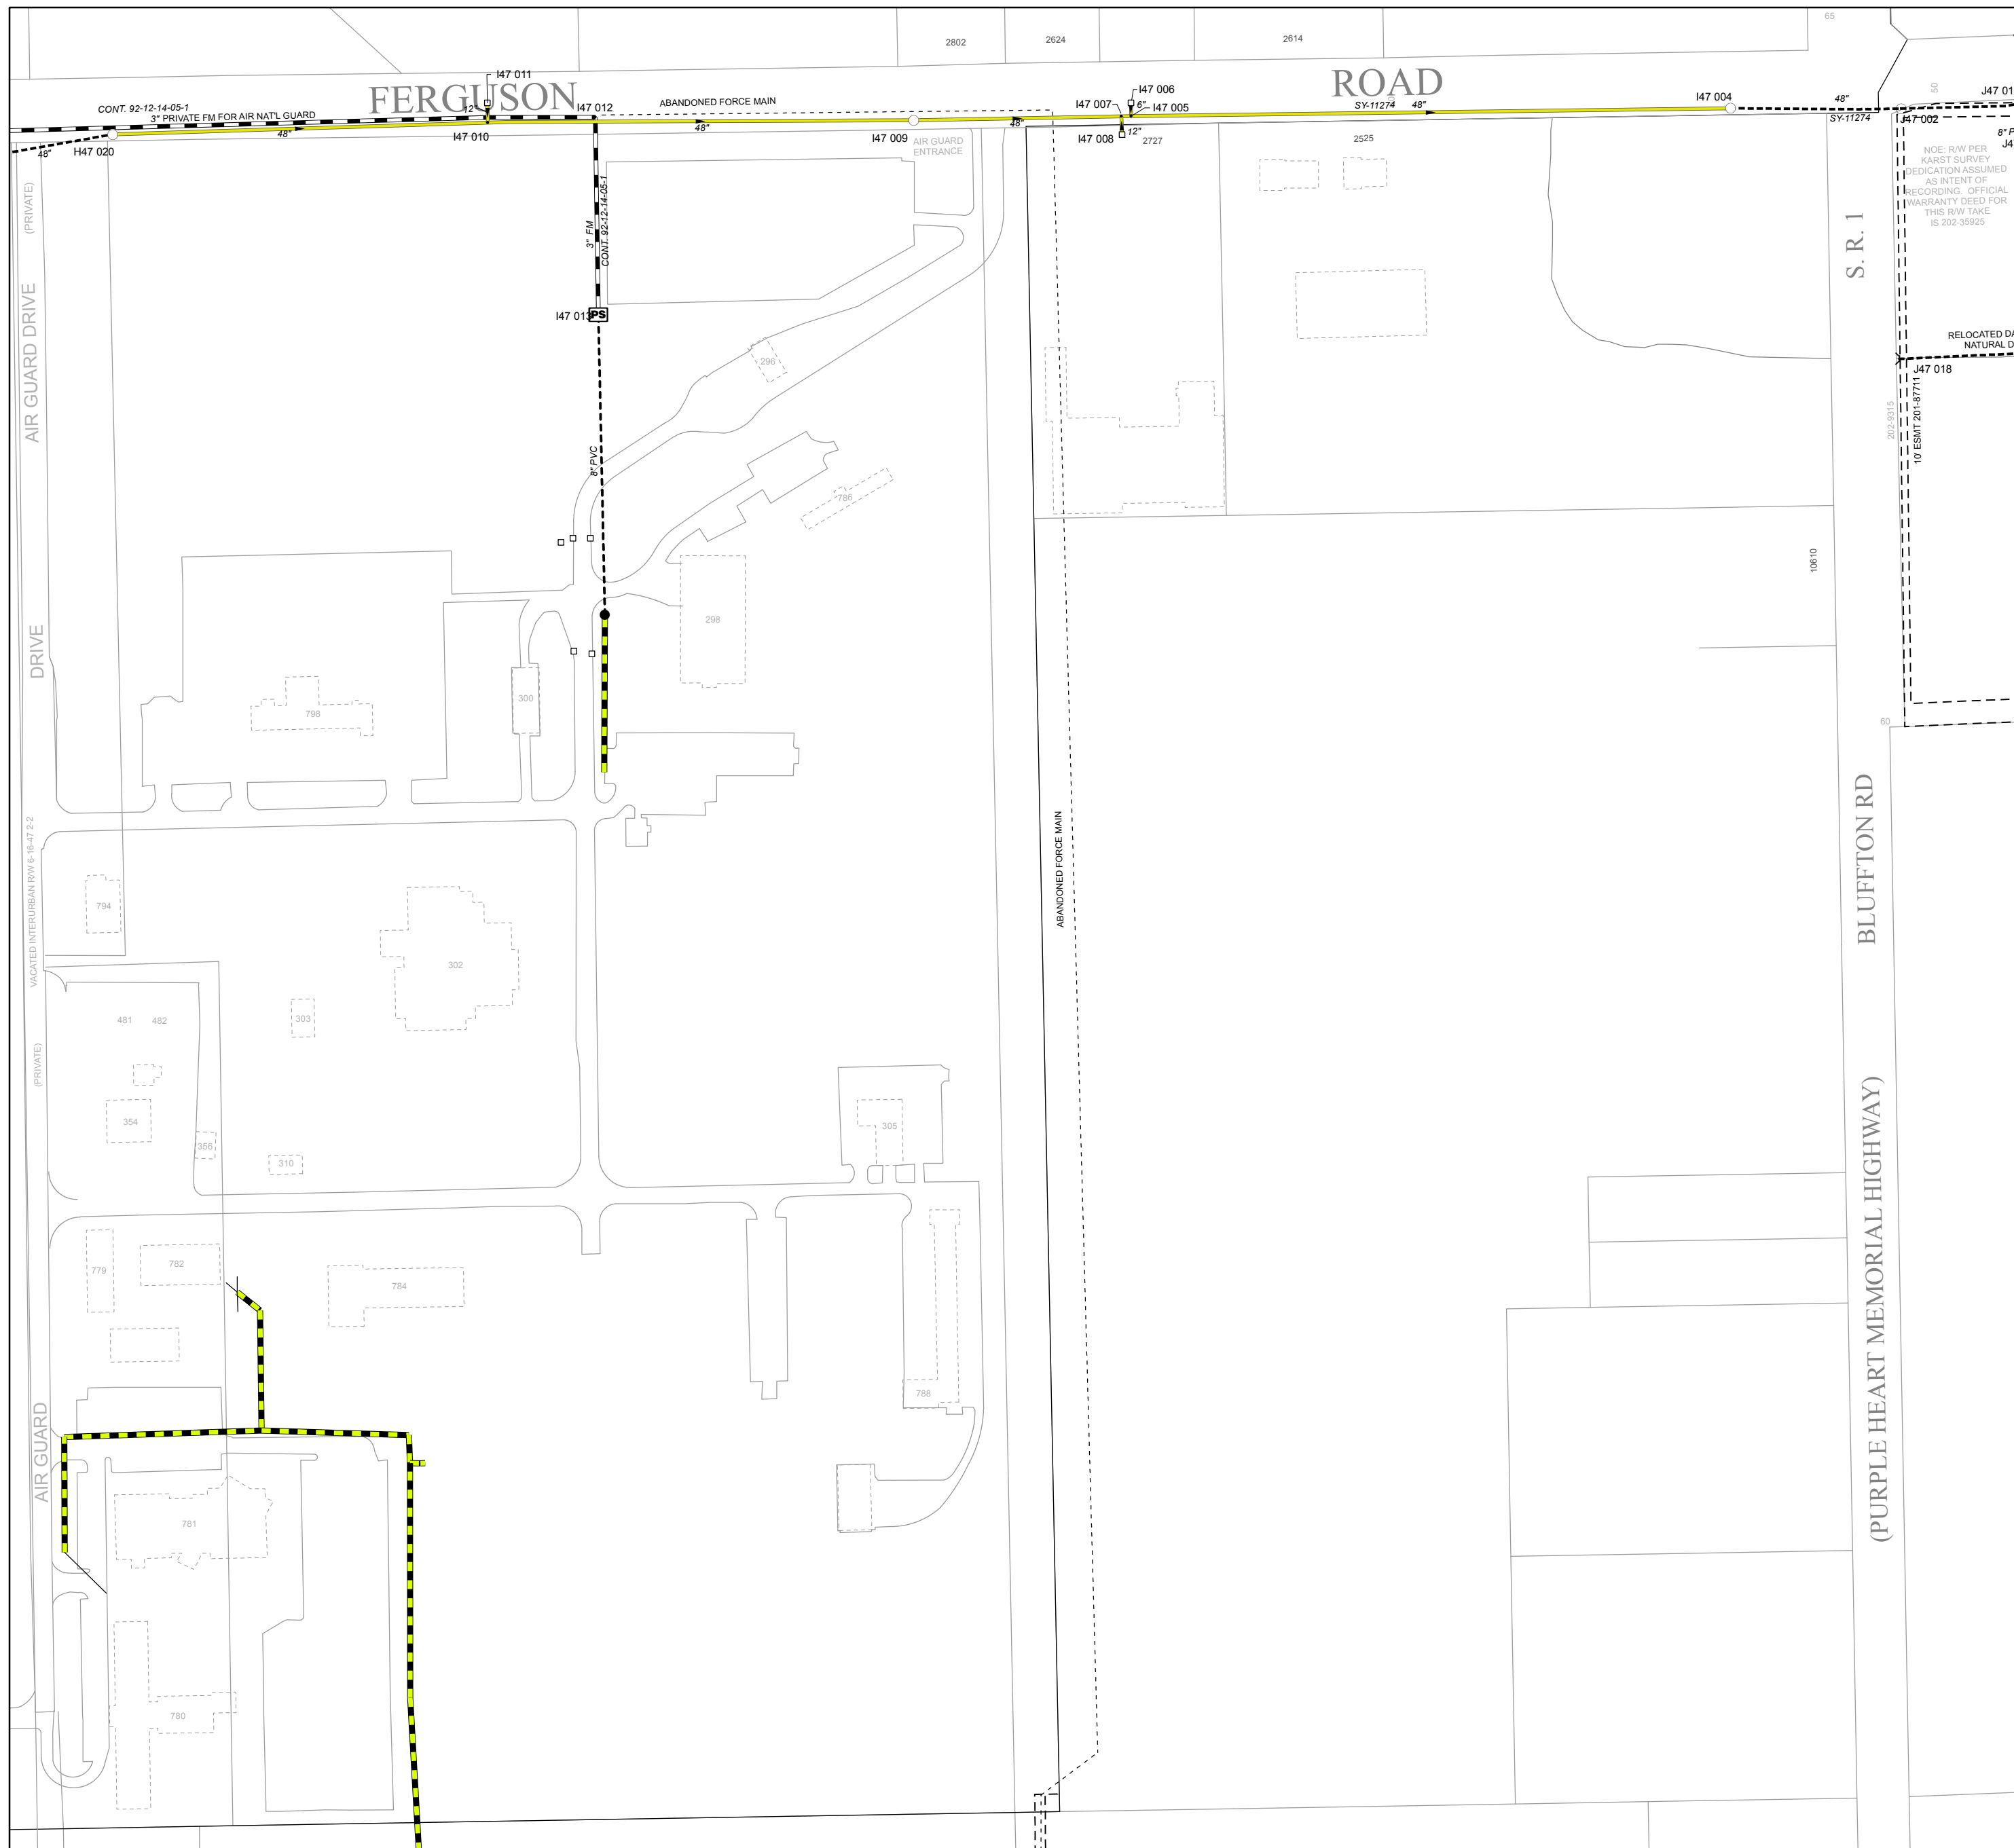 65
2802
2624
2614
I47 011
FERGUSON
ROAD
CONT. 92-12-14-05-1
3" PRIVATE FM FOR AIR NAT'L GUARD
12"
I47 012
ABANDONED FORCE MAIN
I47 006
I47 007
6"
I47 005
SY-11274
48"
I47 004
48"
50
SY-11274
J47 002
48"
H47 020
48"
I47 010
48"
I47 009
48"
I47 008
12"
2727
2525
AIR GUARD
ENTRANCE
8" P
NOE: R/W PER
KARST SURVEY
DEDICATION ASSUMED
AS INTENT OF
RECORDING. OFFICIAL
WARRANTY DEED FOR
THIS R/W TAKE
IS 202-35925
(PRIVATE)
3" FM
CONT. 92-12-14-05-1
S. R. 1
AIR GUARD DRIVE
I47 013
PS
RELOCATED DA
NATURAL D
J47 018
296
10' ESMT 201-87711
202-9315
8" PVC
786
10610
298
DRIVE
300
798
60
BLUFFTON RD
VACATED INTERURBAN R/W 6-16-47 2-2
ABANDONED FORCE MAIN
794
302
303
481
482
(PRIVATE)
354
356
310
305
(PURPLE HEART MEMORIAL HIGHWAY)
779
782
784
788
AIR GUARD
781
780